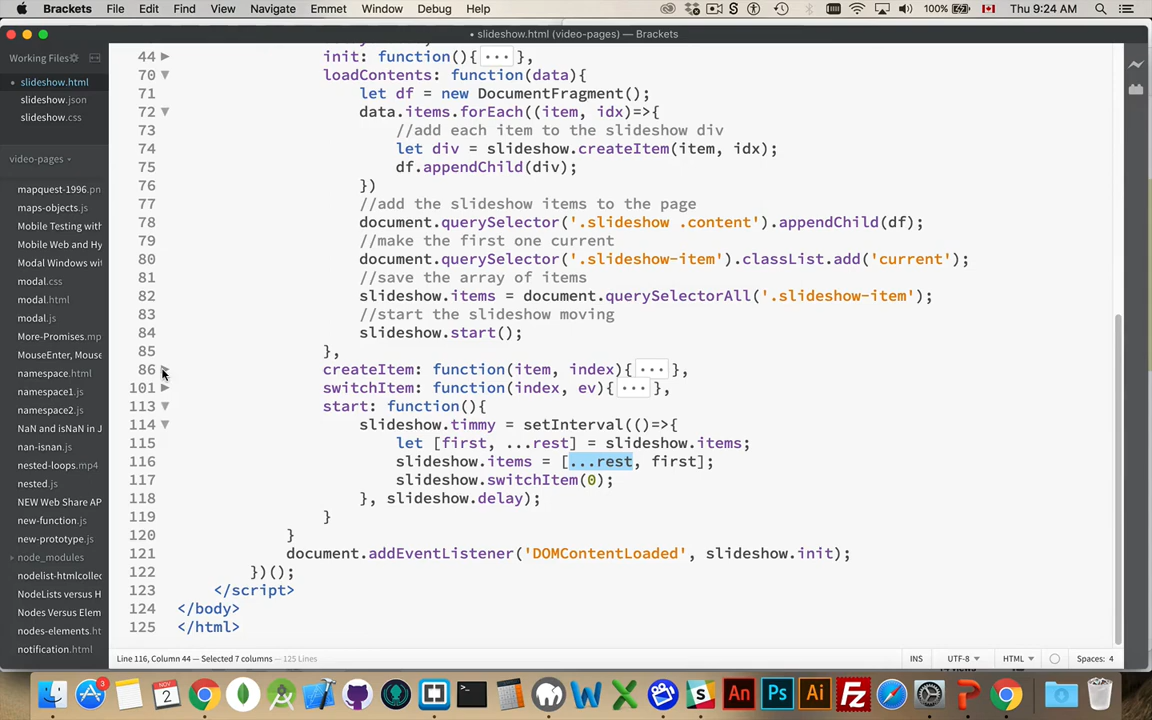 Brackets File Edit Find View Navigate Emmet Window Debug Help 100% Thu 9:24 AM
• slideshow.html (video-pages) — Brackets
Working Files
• slideshow.html
slideshow.json
slideshow.css
video-pages
mapquest-1996.pn
maps-objects.js
Mobile Testing with
Mobile Web and Hy
Modal Windows wit
modal.css
modal.html
modal.js
More-Promises.mp
MouseEnter, Mouse
namespace.html
namespace1.js
namespace2.js
NaN and isNaN in J
nan-isnan.js
nested-loops.mp4
nested.js
NEW Web Share AP
new-function.js
new-prototype.js
node_modules
nodelist-htmlcollec
NodeLists versus H
Nodes Versus Elem
nodes-elements.ht
notification.html
44 init: function(){...},
70 loadContents: function(data){
71 let df = new DocumentFragment();
72 data.items.forEach((item, idx)=>{
73 //add each item to the slideshow div
74 let div = slideshow.createItem(item, idx);
75 df.appendChild(div);
76 })
77 //add the slideshow items to the page
78 document.querySelector('.slideshow .content').appendChild(df);
79 //make the first one current
80 document.querySelector('.slideshow-item').classList.add('current');
81 //save the array of items
82 slideshow.items = document.querySelectorAll('.slideshow-item');
83 //start the slideshow moving
84 slideshow.start();
85 },
86 createItem: function(item, index){...},
101 switchItem: function(index, ev){...},
113 start: function(){
114 slideshow.timmy = setInterval(()=>{
115 let [first, ...rest] = slideshow.items;
116 slideshow.items = [...rest, first];
117 slideshow.switchItem(0);
118 }, slideshow.delay);
119 }
120 }
121 document.addEventListener('DOMContentLoaded', slideshow.init);
122 })();
123 </script>
124 </body>
125 </html>
Line 116, Column 44 — Selected 7 columns — 125 Lines INS UTF-8 HTML Spaces: 4